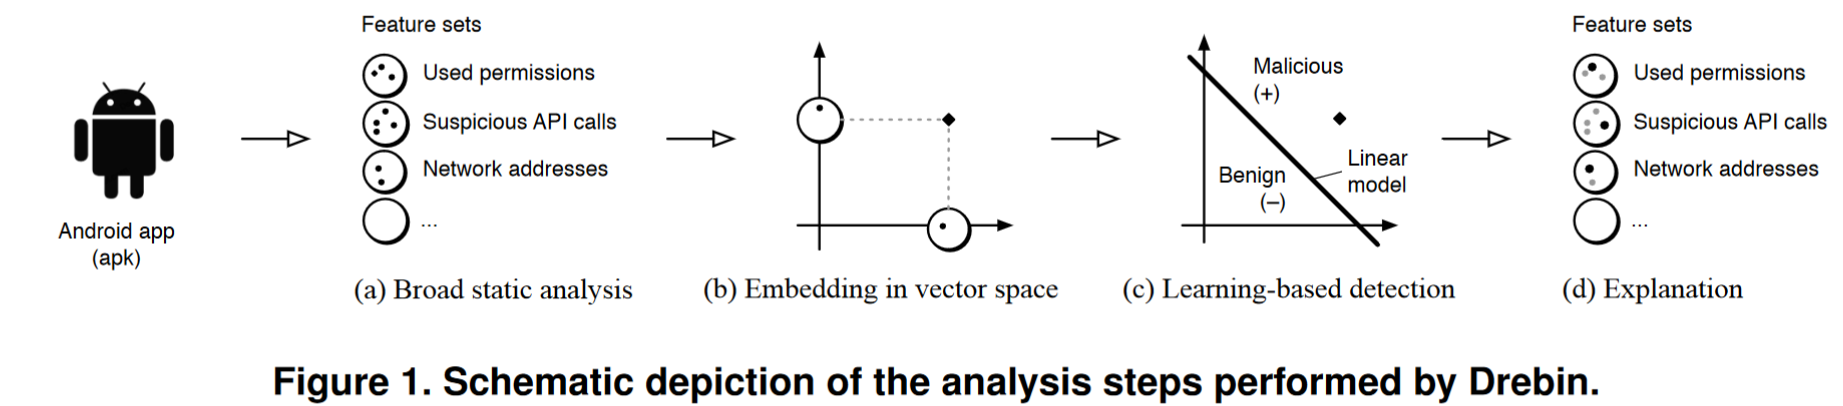 Android app
(apk)
Feature sets
Used permissions
Suspicious API calls
Network addresses
...
(a) Broad static analysis
(b) Embedding in vector space
Malicious
(+)
Benign
(–)
Linear
model
(c) Learning-based detection
Feature sets
Used permissions
Suspicious API calls
Network addresses
...
(d) Explanation
Figure 1. Schematic depiction of the analysis steps performed by Drebin.